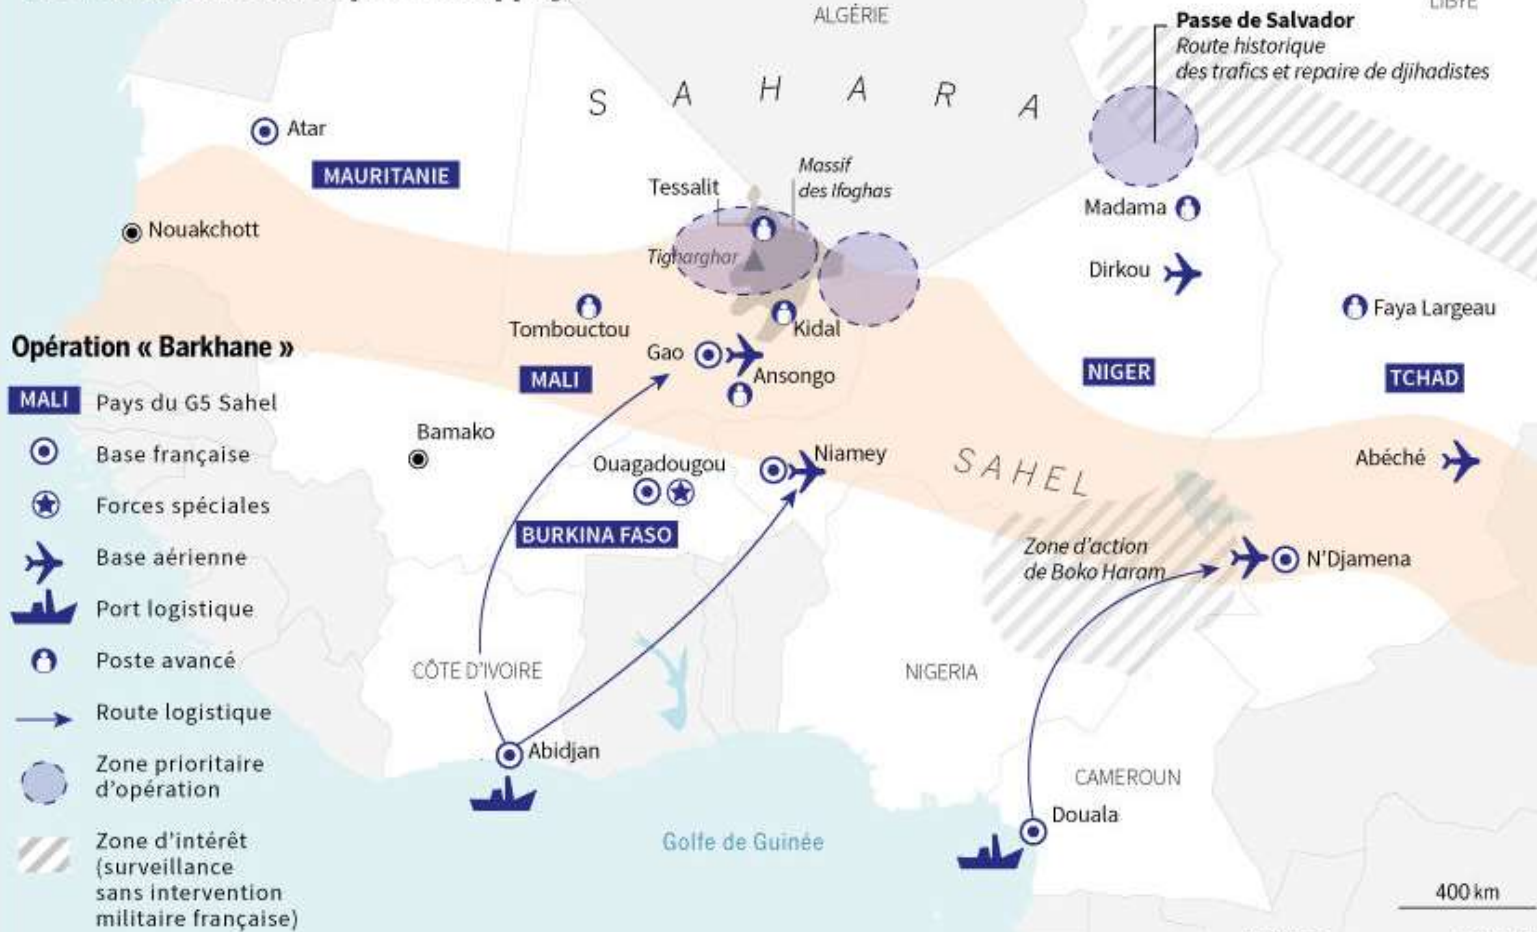 ALGÉRIE
LIBYE
Passe de Salvador
Route historique
des trafics et repaire de djihadistes
SAHARA
Atar
MAURITANIE
Massif
des Ifoghas
Tessalit
Nouakchott
Tigharghar
Madama
Dirkou
Tombouctou
Kidal
Faya Largeau
Gao
Ansongo
MALI
NIGER
TCHAD
Bamako
Ouagadougou
Niamey
SAHEL
Abéché
BURKINA FASO
Zone d'action
de Boko Haram
N'Djamena
CÔTE D'IVOIRE
NIGERIA
Abidjan
CAMEROUN
Douala
Golfe de Guinée
400 km
Opération « Barkhane »
MALI Pays du G5 Sahel
Base française
Forces spéciales
Base aérienne
Port logistique
Poste avancé
Route logistique
Zone prioritaire
d'opération
Zone d'intérêt
(surveillance
sans intervention
militaire française)